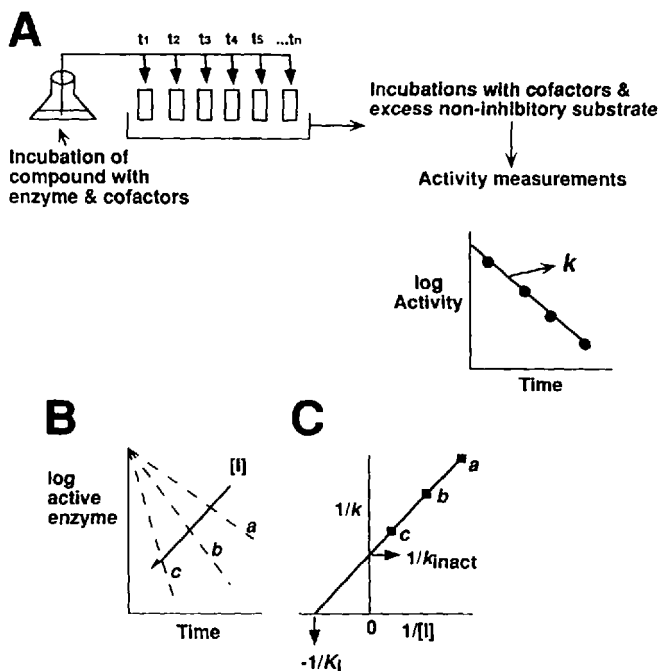 A
t1 t2 t3 t4 t5 ...tn
Incubation of
compound with
enzyme & cofactors
Incubations with cofactors &
excess non-inhibitory substrate
Activity measurements
log
Activity
k
Time
B
log
active
enzyme
[I]
a
b
c
Time
C
1/k
a
b
c
1/kinact
0
1/[I]
-1/KI